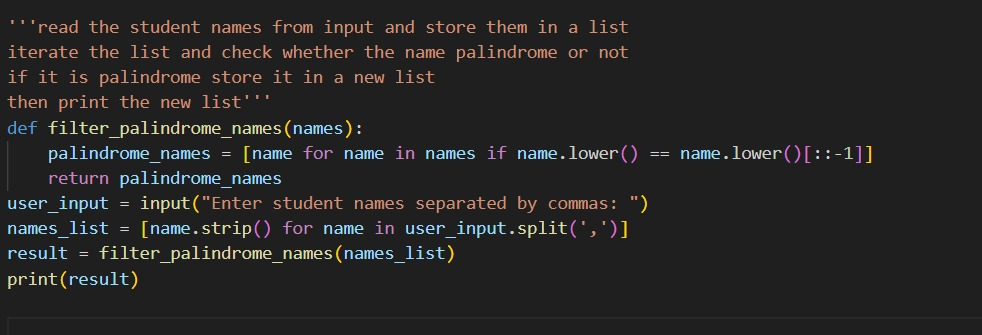 '''read the student names from input and store them in a list
iterate the list and check whether the name palindrome or not
if it is palindrome store it in a new list
then print the new list'''
def filter_palindrome_names(names):
    palindrome_names = [name for name in names if name.lower() == name.lower()[::-1]]
    return palindrome_names
user_input = input("Enter student names separated by commas: ")
names_list = [name.strip() for name in user_input.split(',')]
result = filter_palindrome_names(names_list)
print(result)